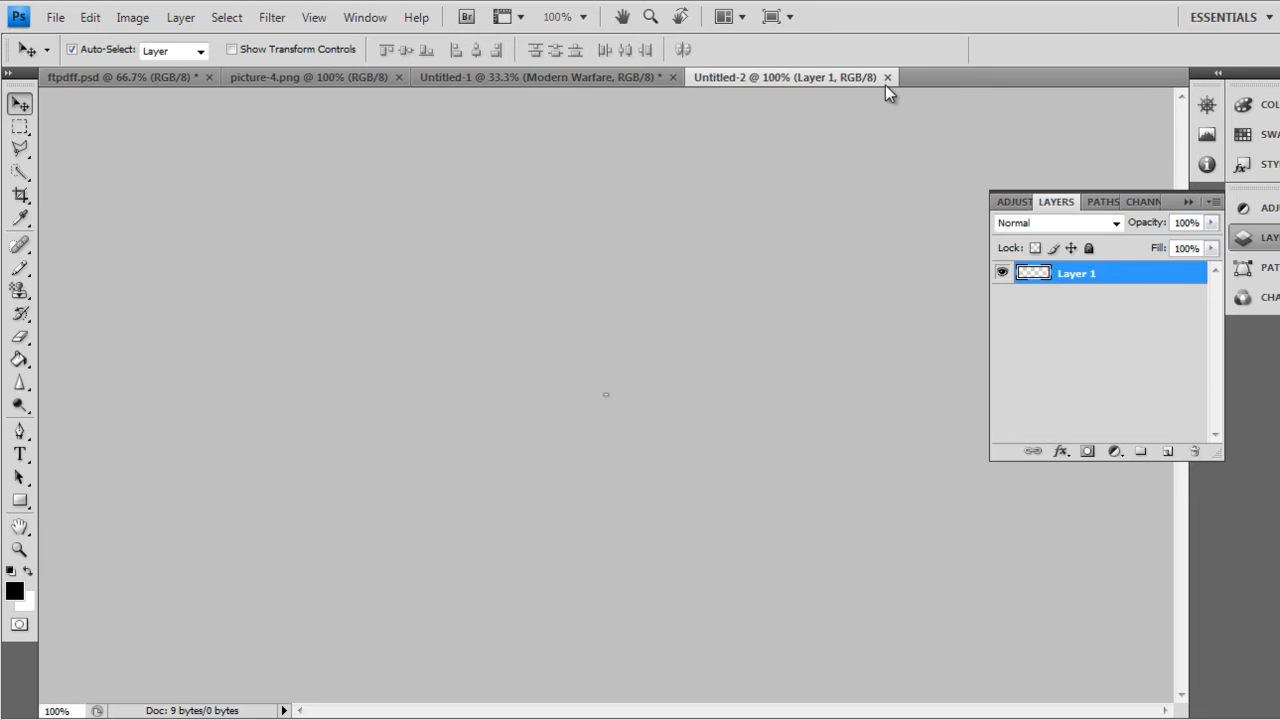 Ps File Edit Image Layer Select Filter View Window Help Br 100% ESSENTIALS
Auto-Select: Layer Show Transform Controls
ftpdff.psd @ 66.7% (RGB/8) * picture-4.png @ 100% (RGB/8) Untitled-1 @ 33.3% (Modern Warfare, RGB/8) * Untitled-2 @ 100% (Layer 1, RGB/8)
COL
SWA
STY
ADJUST LAYERS PATHS CHANN
ADJ
Normal Opacity: 100%
LAY
Lock: Fill: 100%
PAT
Layer 1
CHA
100% Doc: 9 bytes/0 bytes